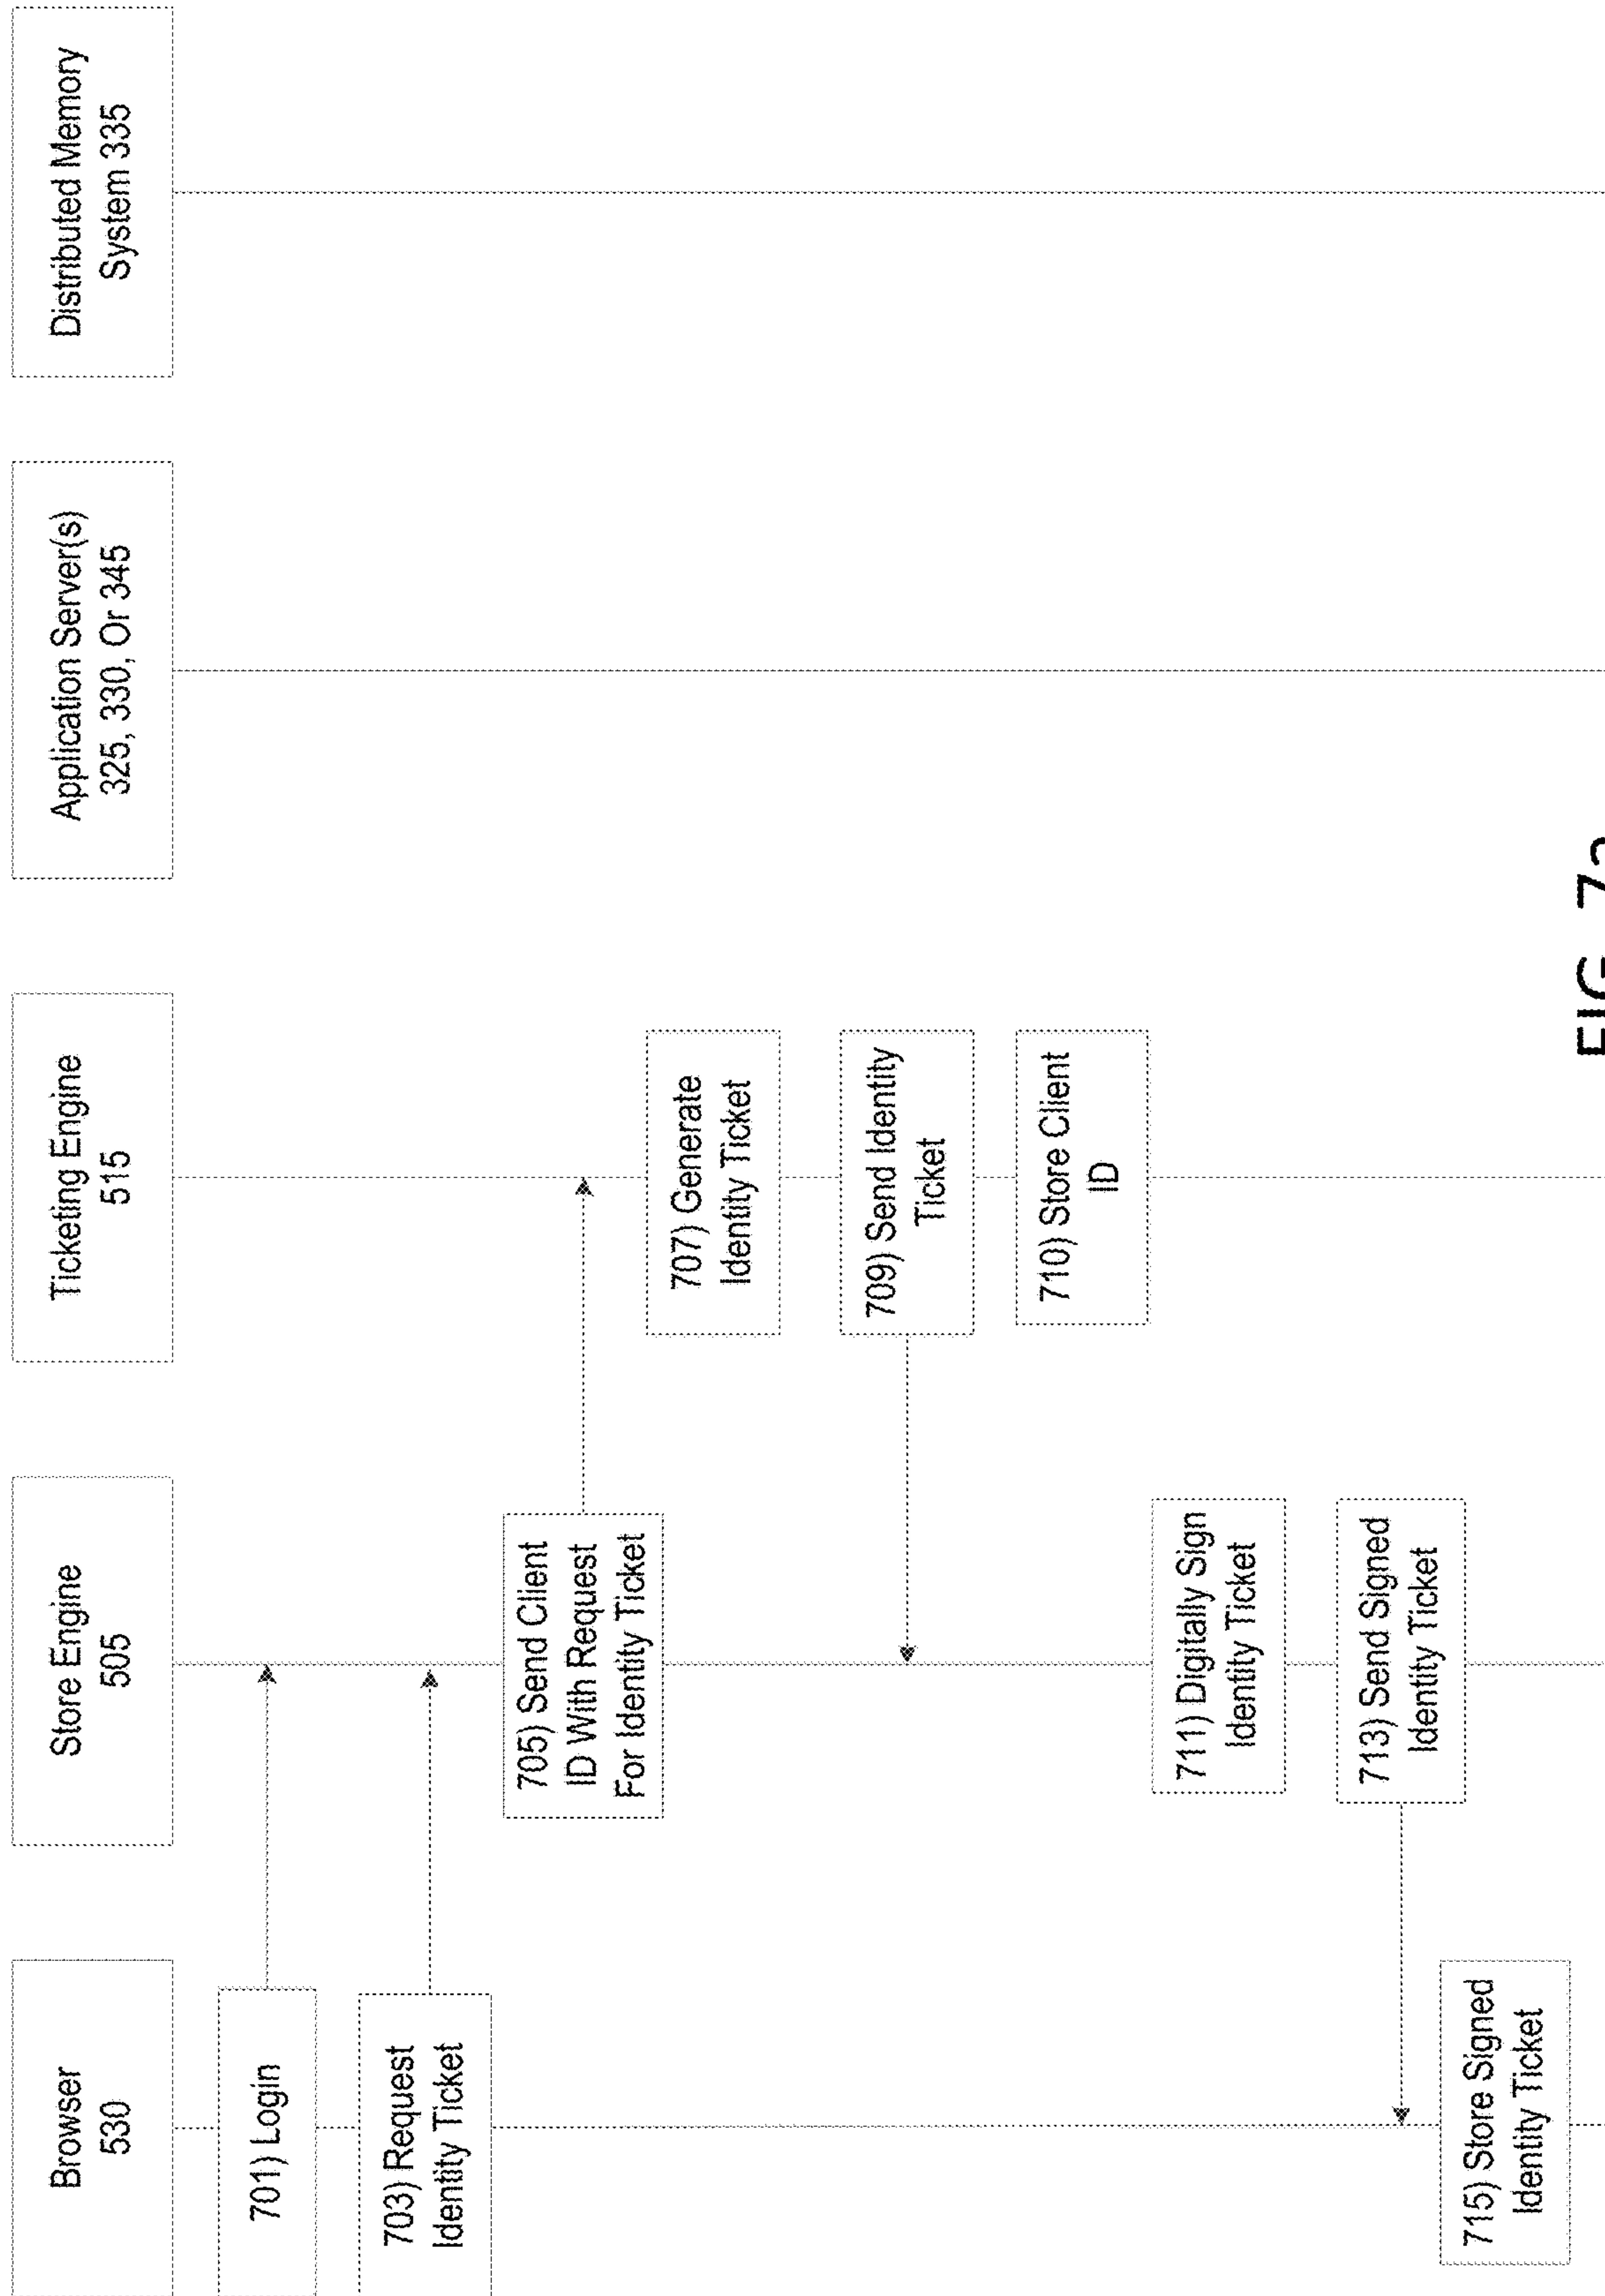 Browser
530
Store Engine
505
Ticketing Engine
515
Application Server(s)
325, 330, Or 345
Distributed Memory
System 335
701) Login
703) Request
Identity Ticket
705) Send Client
ID With Request
For Identity Ticket
707) Generate
Identity Ticket
709) Send Identity
Ticket
710) Store Client
ID
711) Digitally Sign
Identity Ticket
713) Send Signed
Identity Ticket
715) Store Signed
Identity Ticket
FIG. 7a